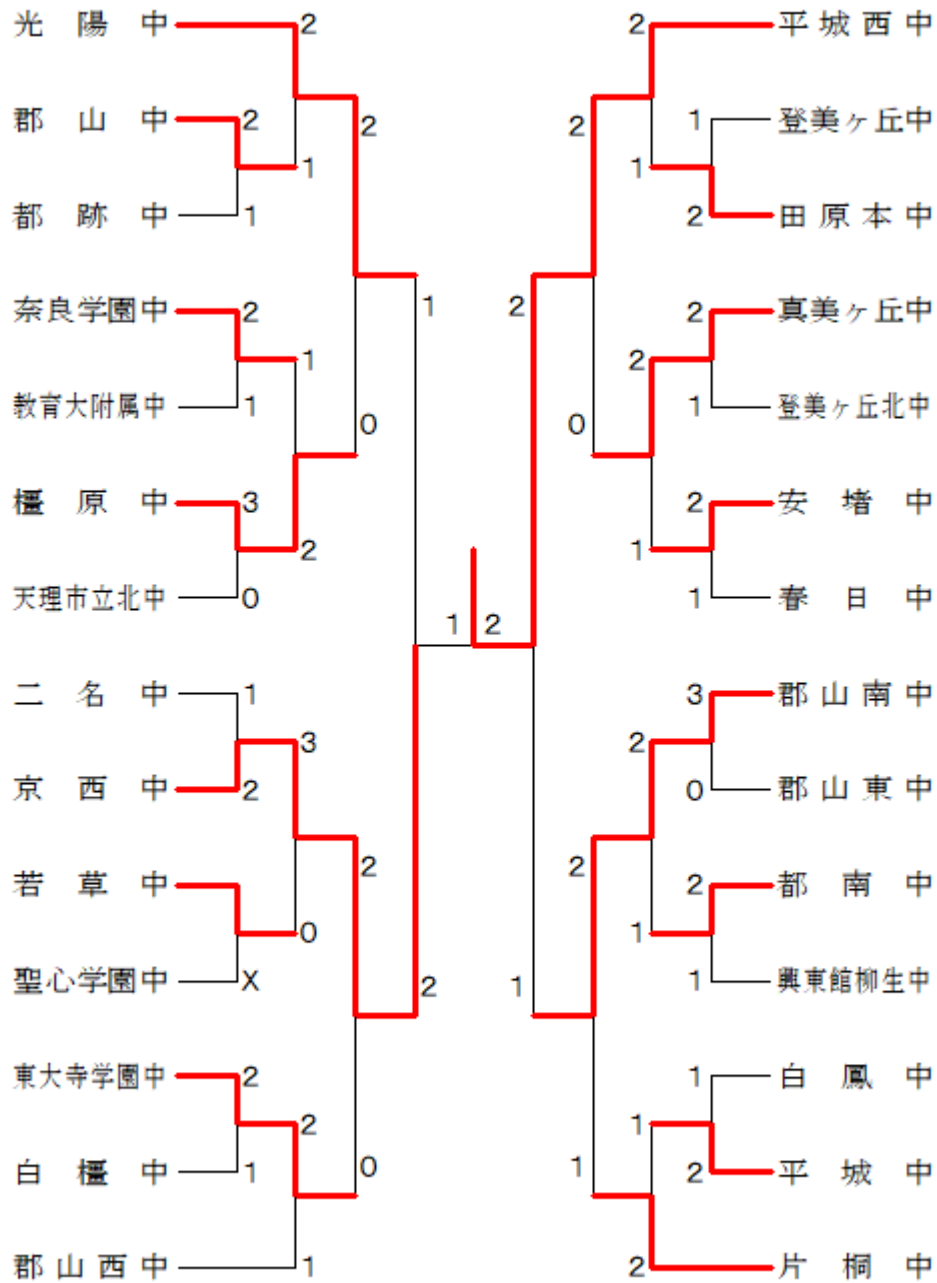 光陽中 2 2 平城西中
郡山中 2 2 2 1 登美ヶ丘中
1 1
都跡中 1 2 田原本中
奈良学園中 2 1 2 2 真美ヶ丘中
1 2
教育大附属中 1 0 0 1 登美ヶ丘北中
橿原中 3 2 安堵中
2 1
天理市立北中 0 1 2 1 春日中
二名中 1 3 郡山南中
3 2
京西中 2 0 郡山東中
若草中 2 2 2 都南中
0 1
聖心学園中 X 2 1 1 興東館柳生中
東大寺学園中 2 1 白鳳中
2 1
白橿中 1 0 1 2 平城中
郡山西中 1 2 片桐中